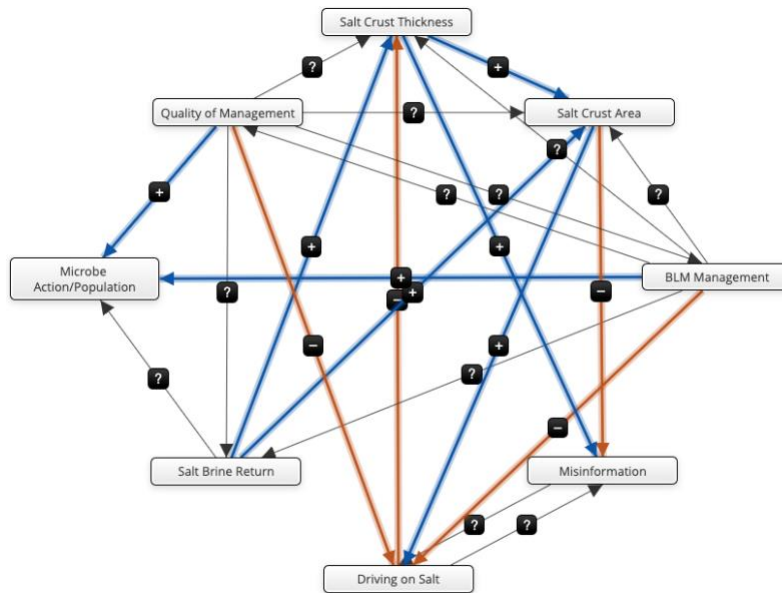 Salt Crust Thickness
?
+
Quality of Management
?
Salt Crust Area
?
+
?
?
?
+
+
Microbe
Action/Population
+
BLM Management
?
−
+
−
−
+
?
?
−
Salt Brine Return
Misinformation
?
?
Driving on Salt